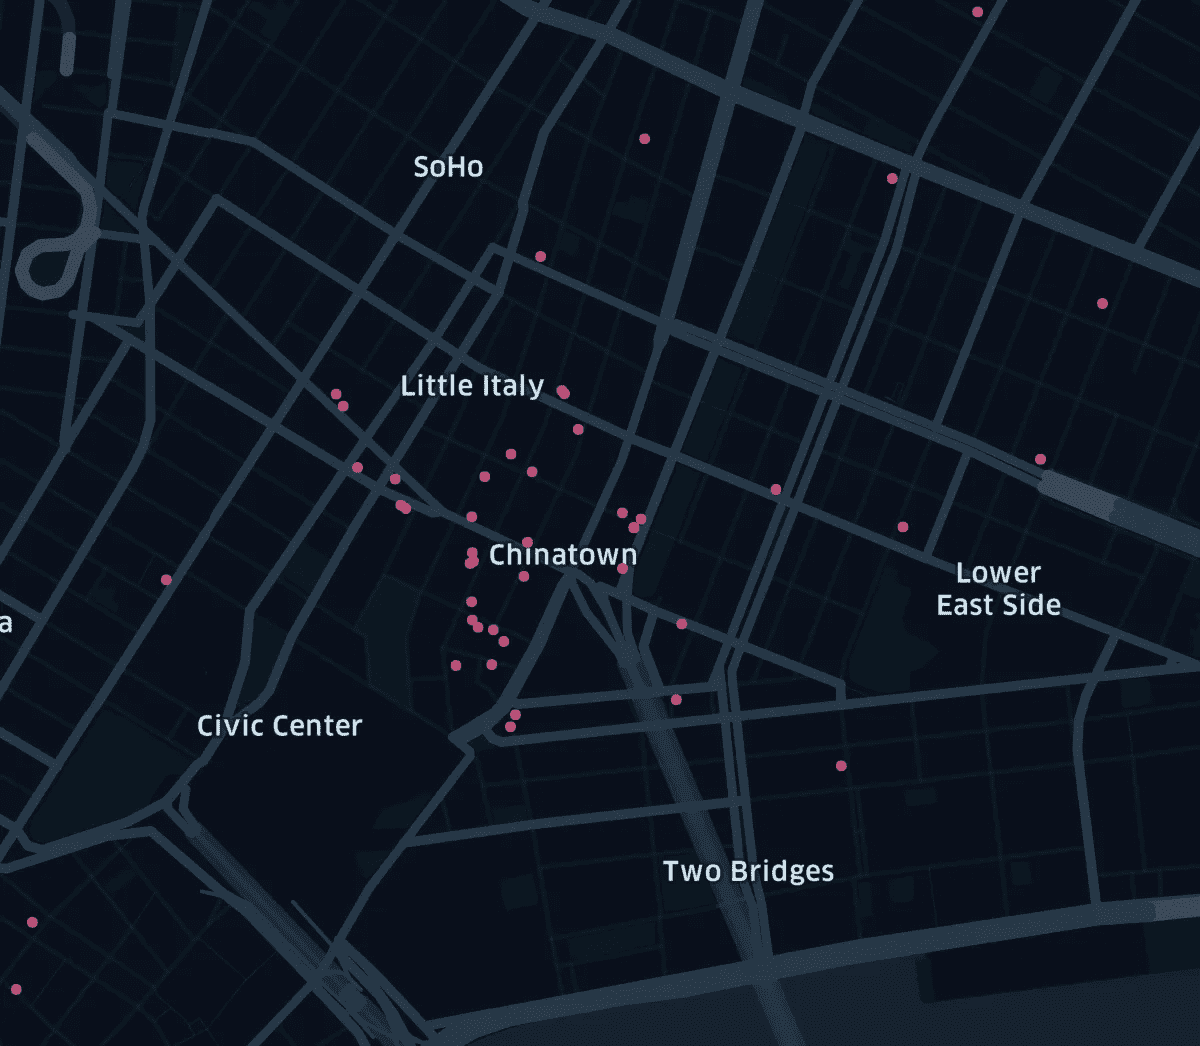 SoHo
Little Italy
Chinatown
Lower
East Side
a
Civic Center
Two Bridges